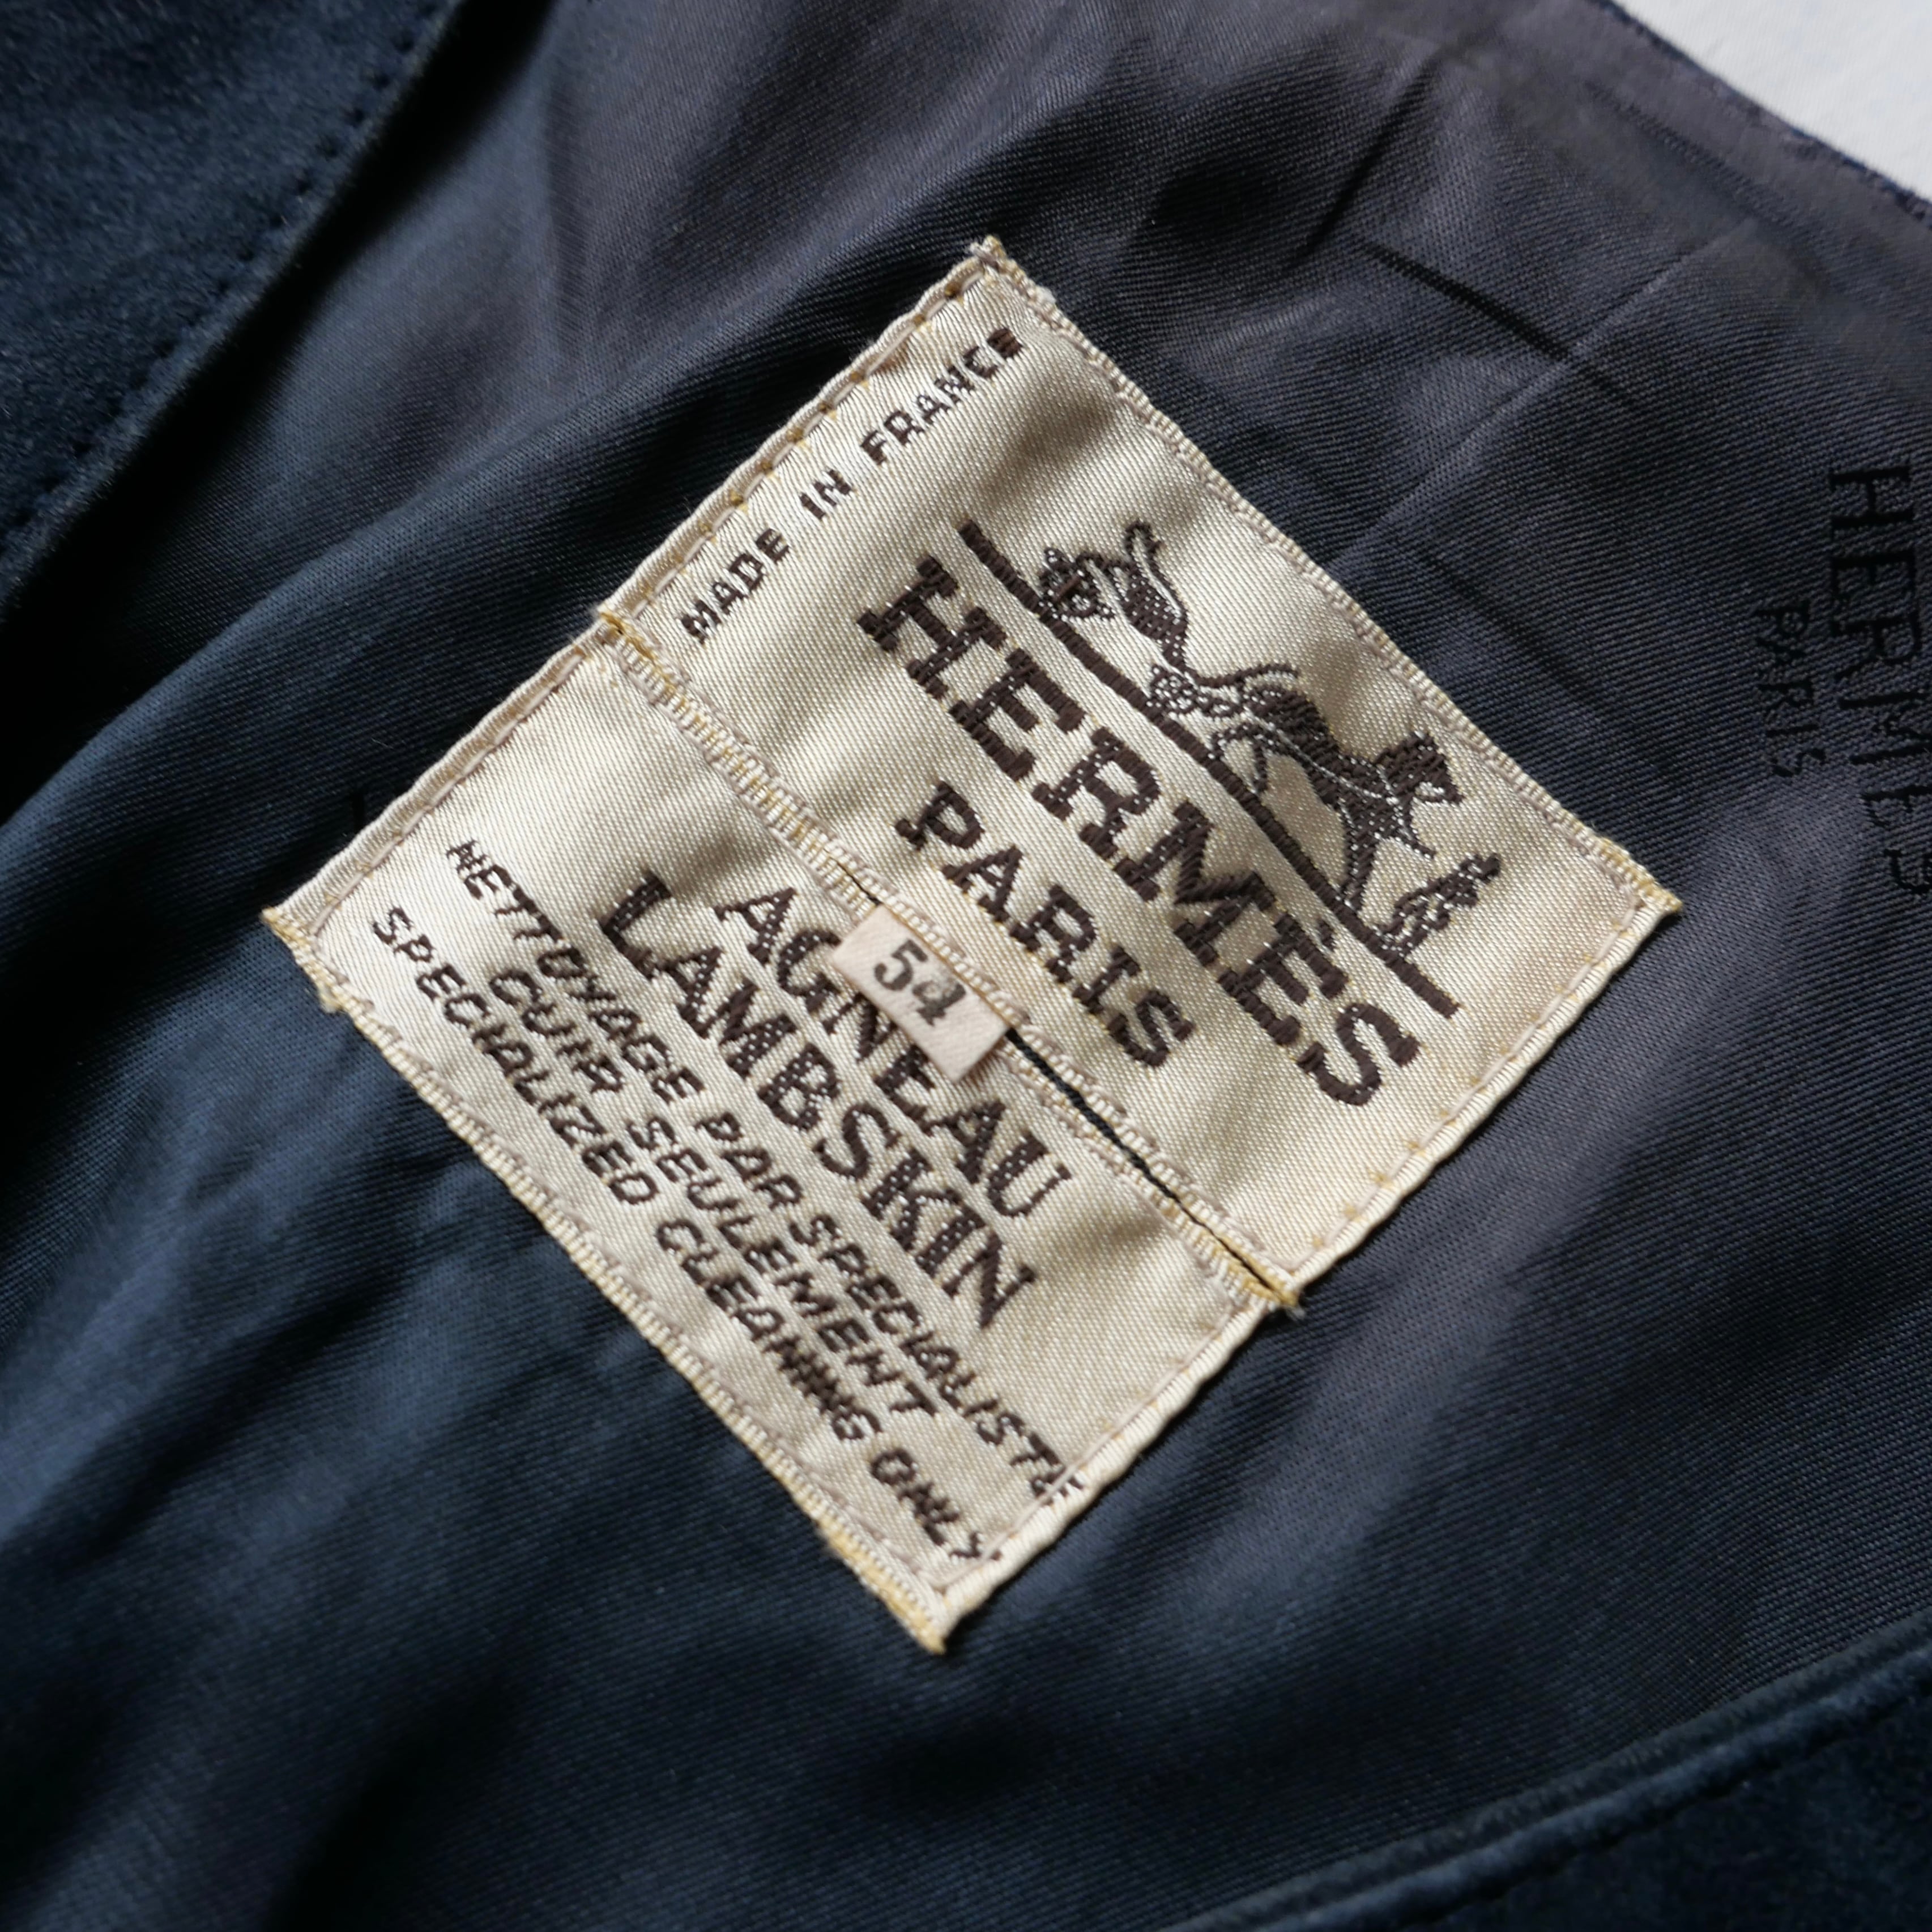 MADE IN FRANCE
HERMÈS
PARIS
54
AGNEAU
LAMBSKIN
NETTOYAGE PAR SPECIALISTE
CUIR SEULEMENT
SPECIALIZED CLEANING ONLY
HERMÈS
PARIS